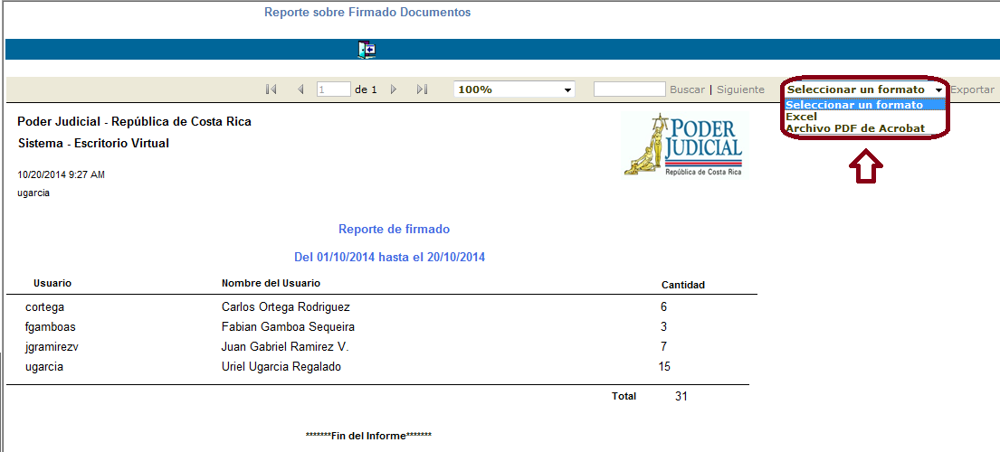 Reporte sobre Firmado Documentos
1 de 1 100% Buscar | Siguiente Seleccionar un formato Exportar
Seleccionar un formato
Excel
Archivo PDF de Acrobat
Poder Judicial - República de Costa Rica
Sistema - Escritorio Virtual
PODER
JUDICIAL
República de Costa Rica
10/20/2014 9:27 AM
ugarcia
Reporte de firmado
Del 01/10/2014 hasta el 20/10/2014
Usuario Nombre del Usuario Cantidad
cortega Carlos Ortega Rodriguez 6
fgamboas Fabian Gamboa Sequeira 3
jgramirezv Juan Gabriel Ramirez V. 7
ugarcia Uriel Ugarcia Regalado 15
Total 31
*******Fin del Informe*******